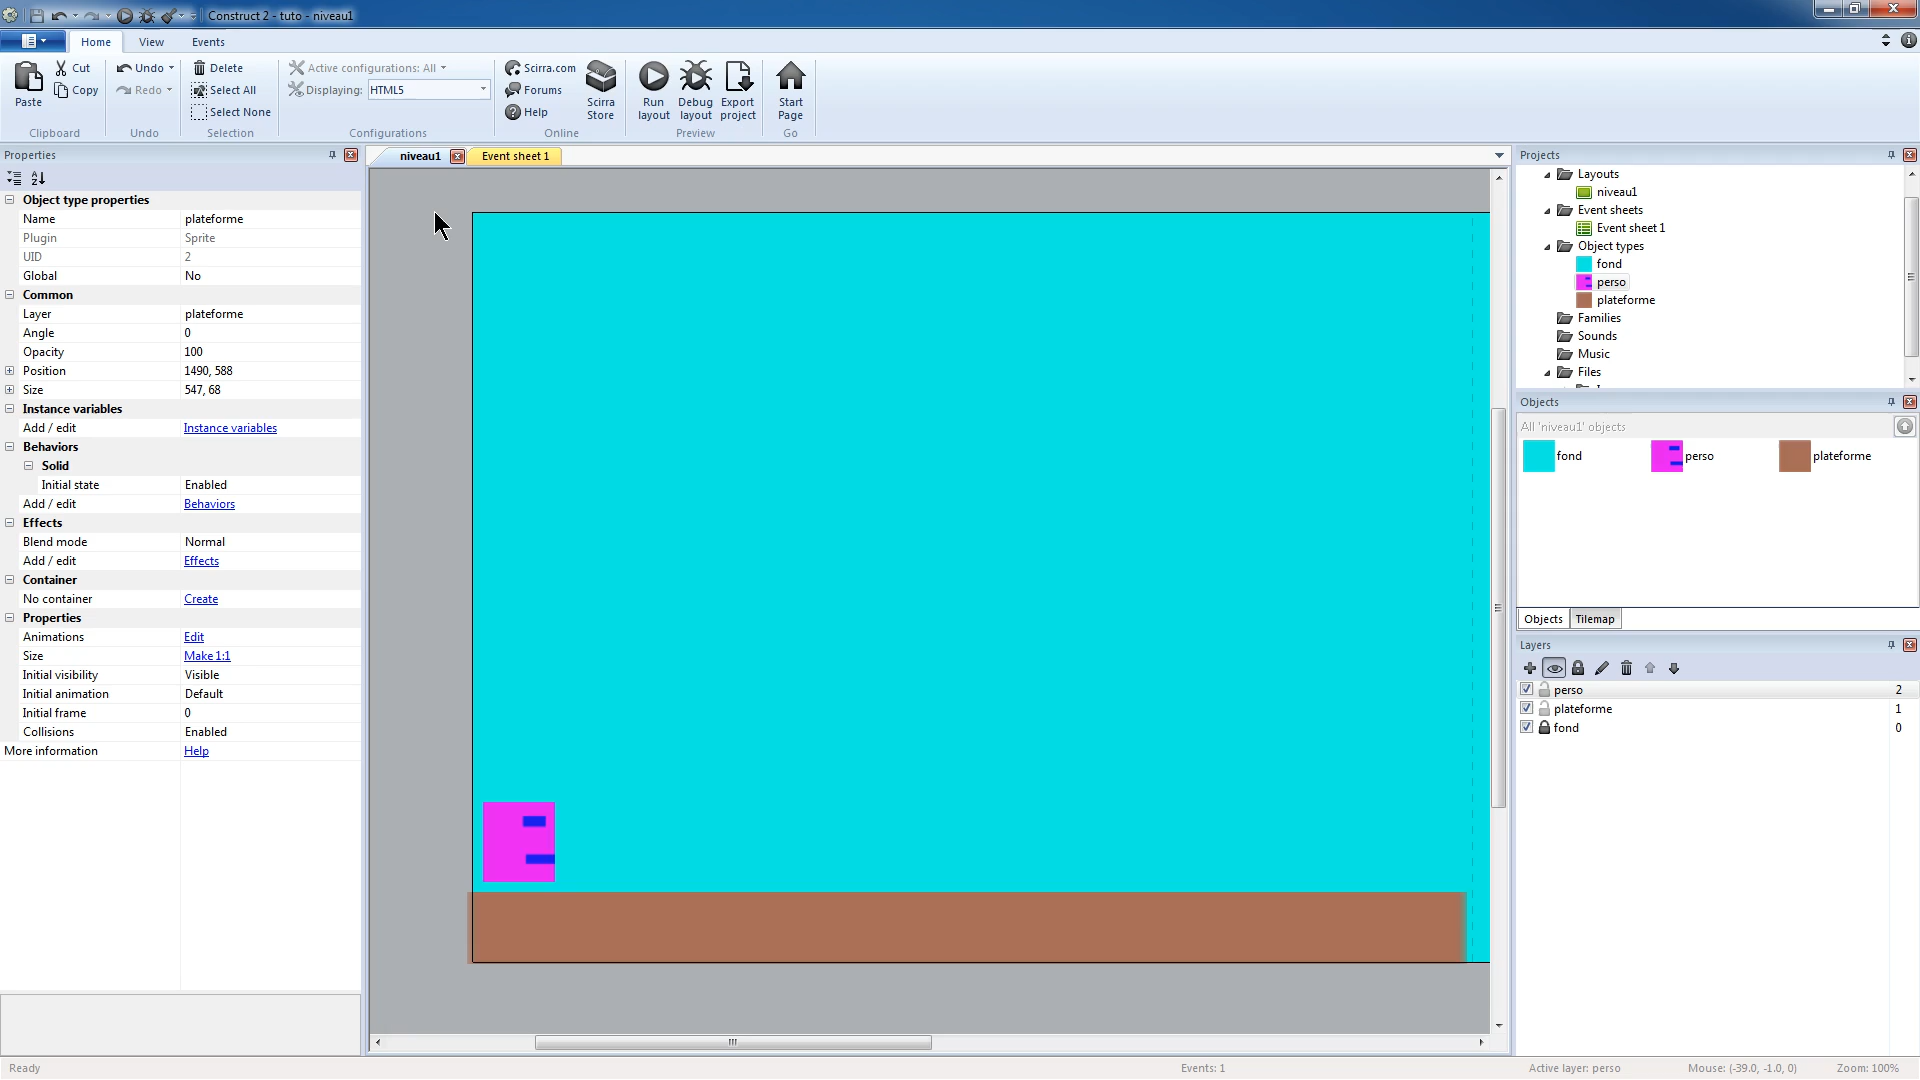 Construct 2 - tuto - niveau1
Home View Events
Paste
Cut
Copy
Clipboard
Undo
Redo
Undo
Delete
Select All
Select None
Selection
Active configurations: All
Displaying: HTML5
Configurations
Scirra.com
Forums
Help
Scirra Store
Online
Run layout
Debug layout
Export project
Preview
Start Page
Go
Properties
niveau1
Event sheet 1
Object type properties
Name plateforme
Plugin Sprite
UID 2
Global No
Common
Layer plateforme
Angle 0
Opacity 100
Position 1490, 588
Size 547, 68
Instance variables
Add / edit Instance variables
Behaviors
Solid
Initial state Enabled
Add / edit Behaviors
Effects
Blend mode Normal
Add / edit Effects
Container
No container Create
Properties
Animations Edit
Size Make 1:1
Initial visibility Visible
Initial animation Default
Initial frame 0
Collisions Enabled
More information Help
Projects
Layouts
niveau1
Event sheets
Event sheet 1
Object types
fond
perso
plateforme
Families
Sounds
Music
Files
Objects
All 'niveau1' objects
fond perso plateforme
Objects Tilemap
Layers
perso 2
plateforme 1
fond 0
Ready Events: 1 Active layer: perso Mouse: (-39.0, -1.0, 0) Zoom: 100%